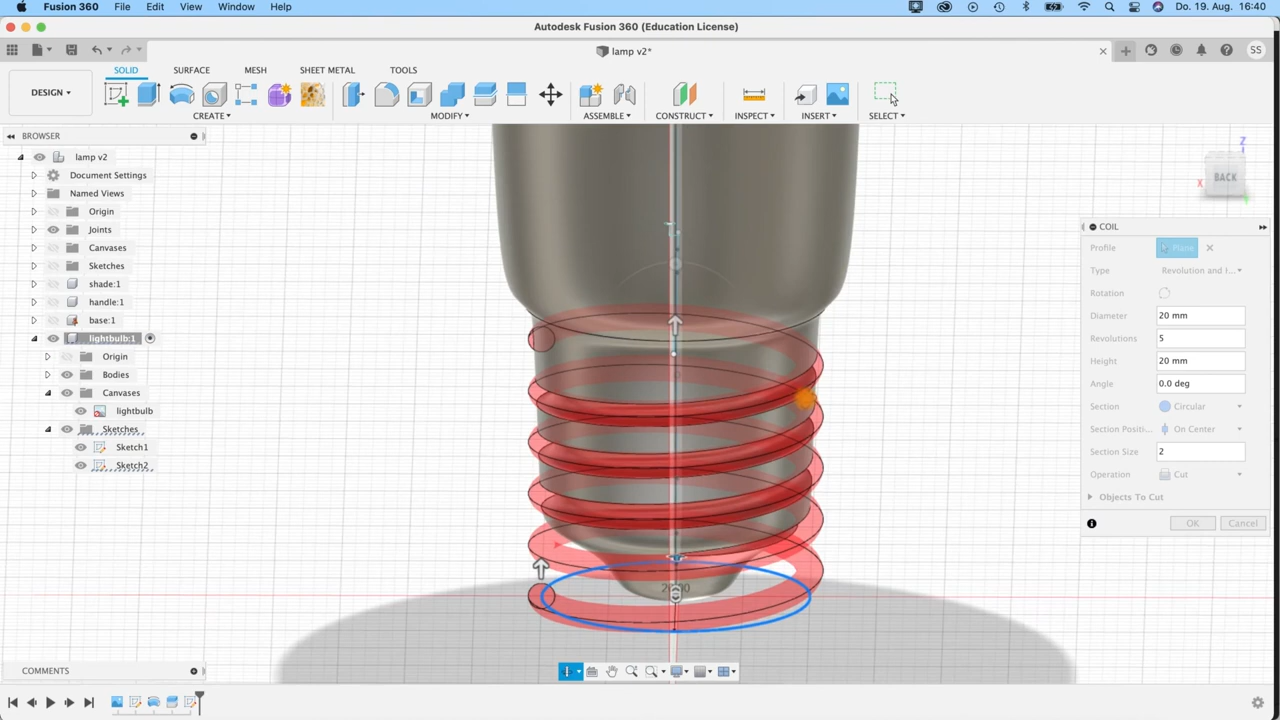 Fusion 360 File Edit View Window Help Do. 19. Aug. 16:40
Autodesk Fusion 360 (Education License)
lamp v2* SS
SOLID SURFACE MESH SHEET METAL TOOLS
DESIGN
CREATE MODIFY ASSEMBLE CONSTRUCT INSPECT INSERT SELECT
BROWSER
lamp v2
Document Settings
Named Views
Origin
Joints
Canvases
Sketches
shade:1
handle:1
base:1
lightbulb:1
Origin
Bodies
Canvases
lightbulb
Sketches
Sketch1
Sketch2
Z
BACK
X
COIL
Profile Plane
Type Revolution and I...
Rotation
Diameter 20 mm
Revolutions 5
Height 20 mm
Angle 0.0 deg
Section Circular
Section Positi... On Center
Section Size 2
Operation Cut
Objects To Cut
OK Cancel
COMMENTS